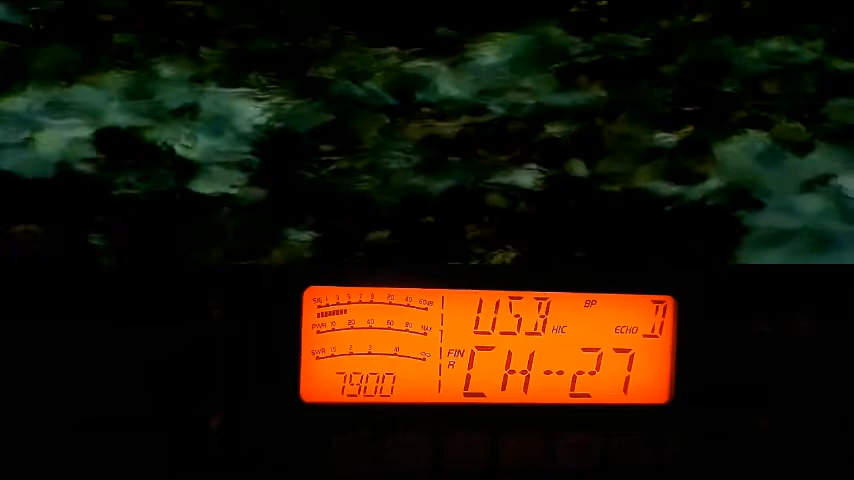 SIG 1 3 5 7 9 20 40 60dB
PWR 10 20 40 60 80 MAX
SWR 1.5 2 3 10 ∞
7900
USB HIC BP ECHO D
FIN R CH--27